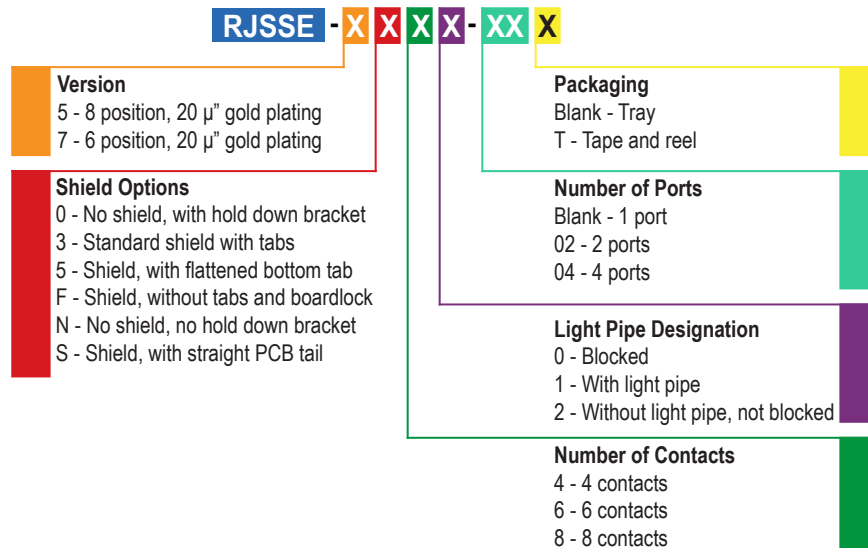 RJSSE - X X X X - XX X
Version
5 - 8 position, 20 µ” gold plating
7 - 6 position, 20 µ” gold plating
Shield Options
0 - No shield, with hold down bracket
3 - Standard shield with tabs
5 - Shield, with flattened bottom tab
F - Shield, without tabs and boardlock
N - No shield, no hold down bracket
S - Shield, with straight PCB tail
Packaging
Blank - Tray
T - Tape and reel
Number of Ports
Blank - 1 port
02 - 2 ports
04 - 4 ports
Light Pipe Designation
0 - Blocked
1 - With light pipe
2 - Without light pipe, not blocked
Number of Contacts
4 - 4 contacts
6 - 6 contacts
8 - 8 contacts